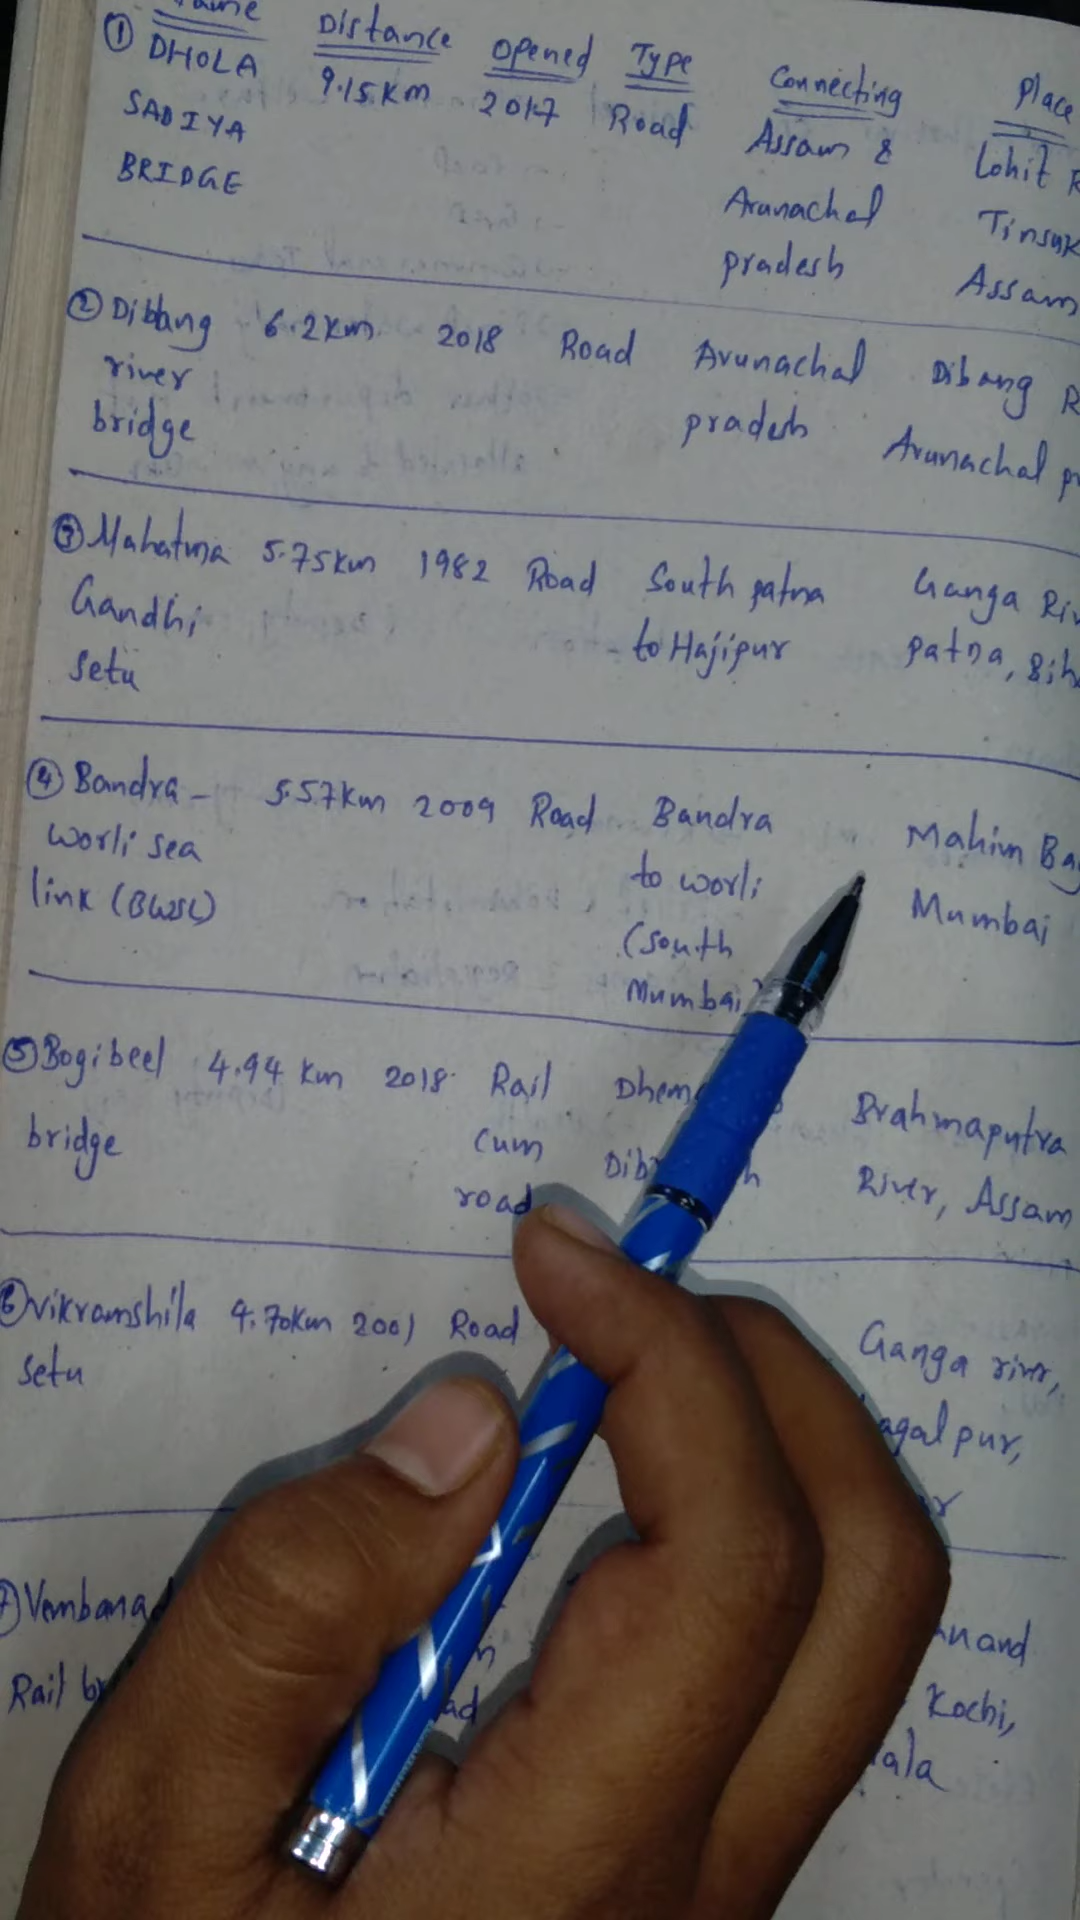 Distance Opened Type Connecting Place
① DHOLA 9.15km 2017 Road Assam & Lohit
SADIYA Arunachal
BRIDGE pradesh Assam
② Dibang 6.2km 2018 Road Arunachal Dibang
river pradesh Arunachal
bridge
③ Mahatma 5.75km 1982 Road South patna Ganga
Gandhi to Hajipur patna,
setu
④ Bandra- 5.57km 2009 Road Bandra Mahim
worli sea to worli Mumbai
link (BWSL) (south
Mumbai)
⑤ Bogibeel 4.94 km 2018 Rail Brahmaputra
bridge cum River, Assam
road
⑥ vikramshila 4.70km 2001 Road Ganga river,
setu
Rail Kochi,